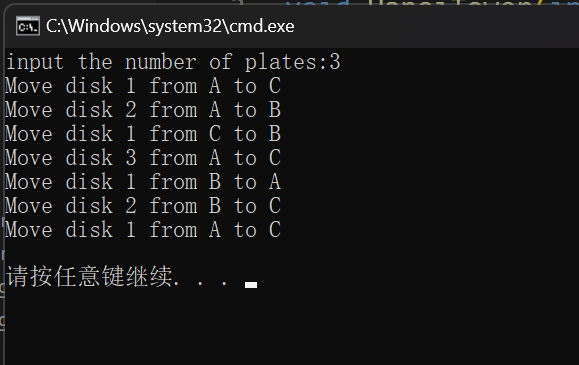 C:\Windows\system32\cmd.exe
input the number of plates:3
Move disk 1 from A to C
Move disk 2 from A to B
Move disk 1 from C to B
Move disk 3 from A to C
Move disk 1 from B to A
Move disk 2 from B to C
Move disk 1 from A to C
请按任意键继续. . .